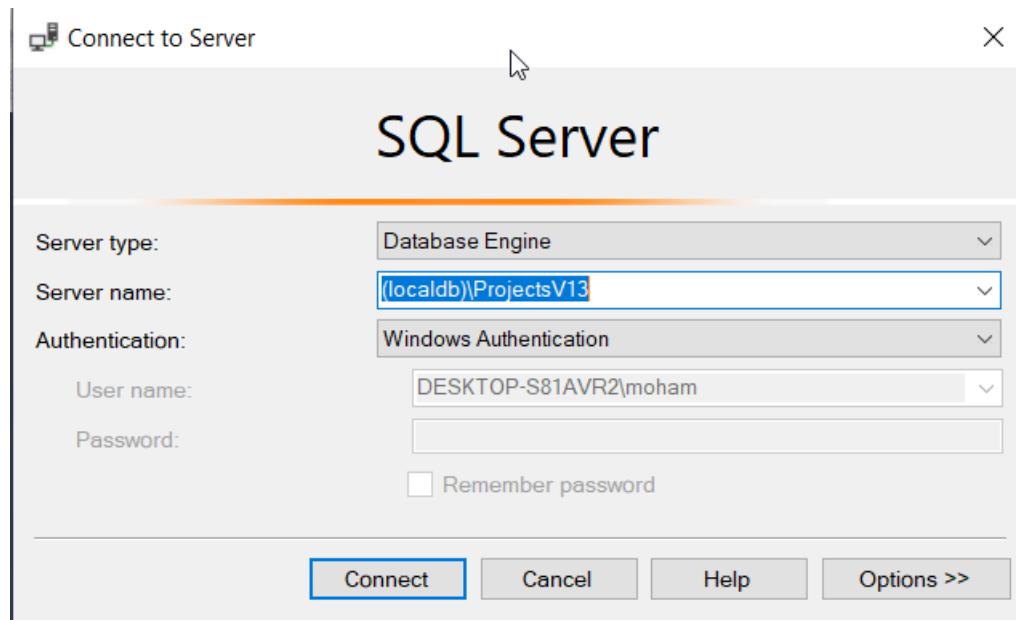 Connect to Server
SQL Server
Server type: Database Engine
Server name: (localdb)\ProjectsV13
Authentication: Windows Authentication
User name: DESKTOP-S81AVR2\moham
Password:
Remember password
Connect Cancel Help Options >>